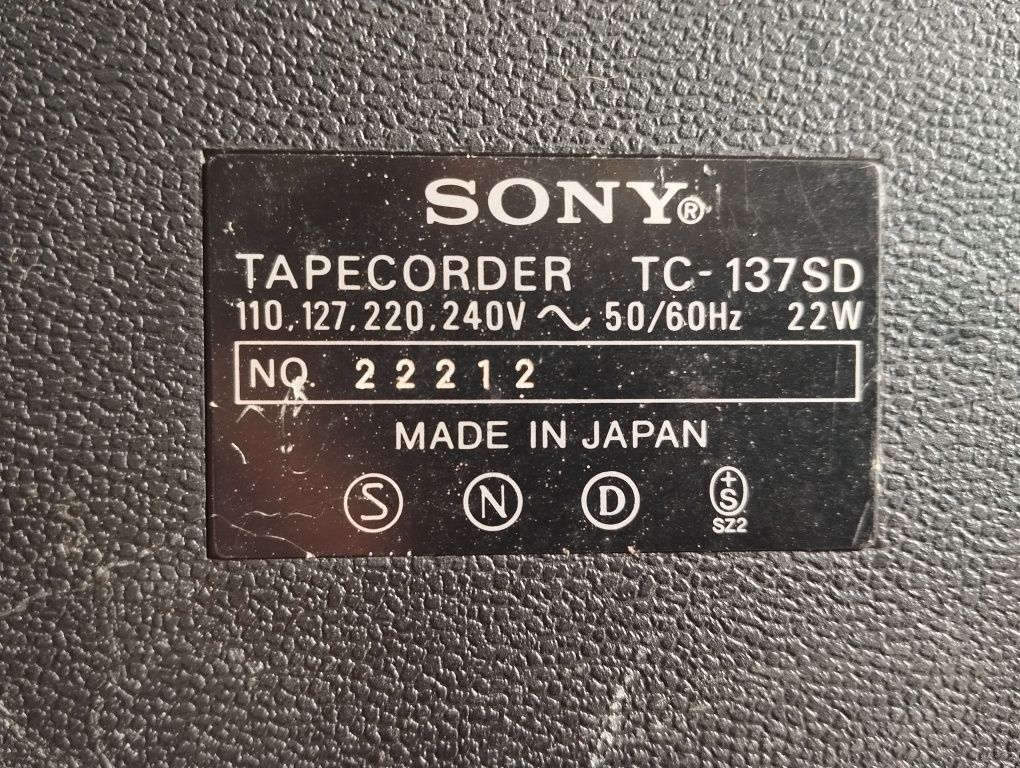 SONY®
TAPECORDER TC-137SD
110.127.220.240V ~ 50/60Hz 22W
NO. 22212
MADE IN JAPAN
S N D +S
SZ2